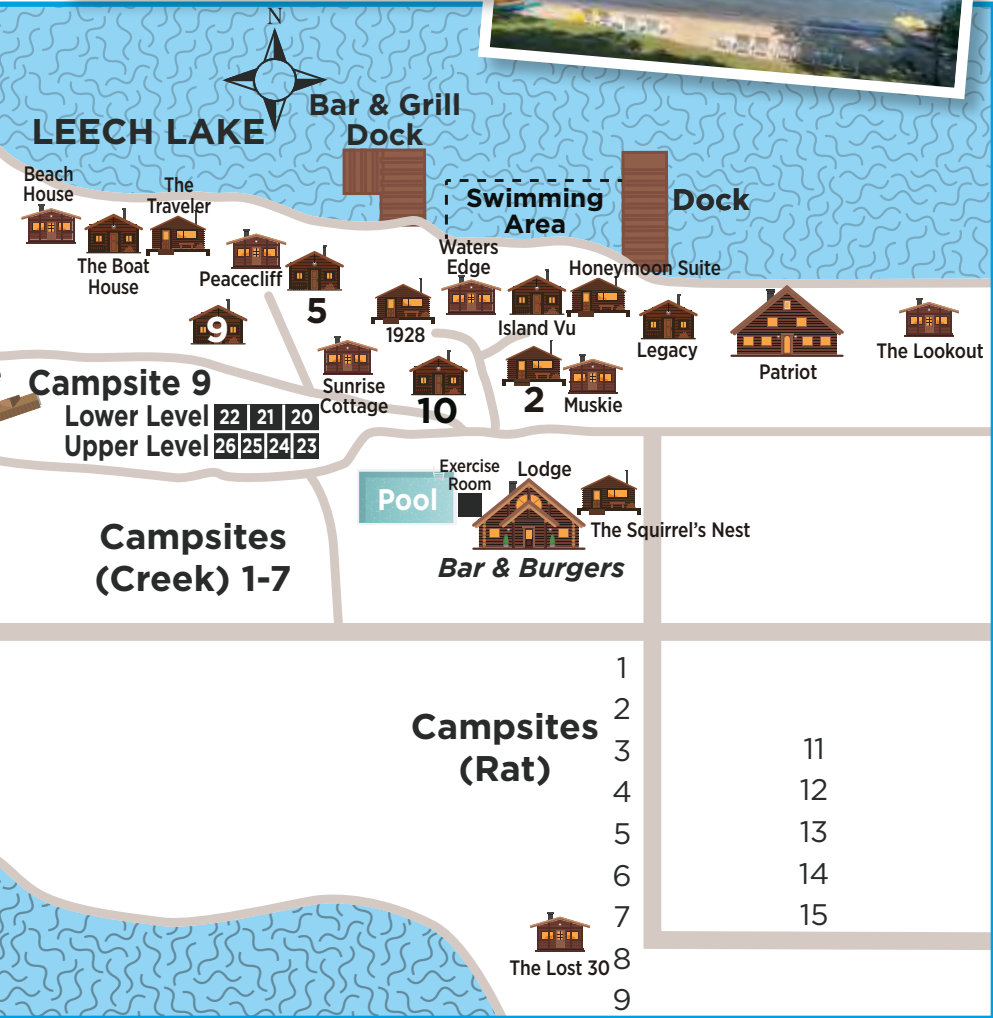 N
Bar & Grill
Dock
LEECH LAKE
Beach
House
The
Traveler
Swimming
Area
Dock
The Boat
House
Peacecliff
Waters
Edge
Honeymoon Suite
5
9
1928
Island Vu
Legacy
Patriot
The Lookout
Sunrise
Cottage
10
2
Muskie
Campsite 9
Lower Level 22 21 20
Upper Level 26 25 24 23
Pool
Exercise
Room
Lodge
The Squirrel's Nest
Bar & Burgers
Campsites
(Creek) 1-7
Campsites
(Rat)
1
2
3
4
5
6
7
8
9
11
12
13
14
15
The Lost 30